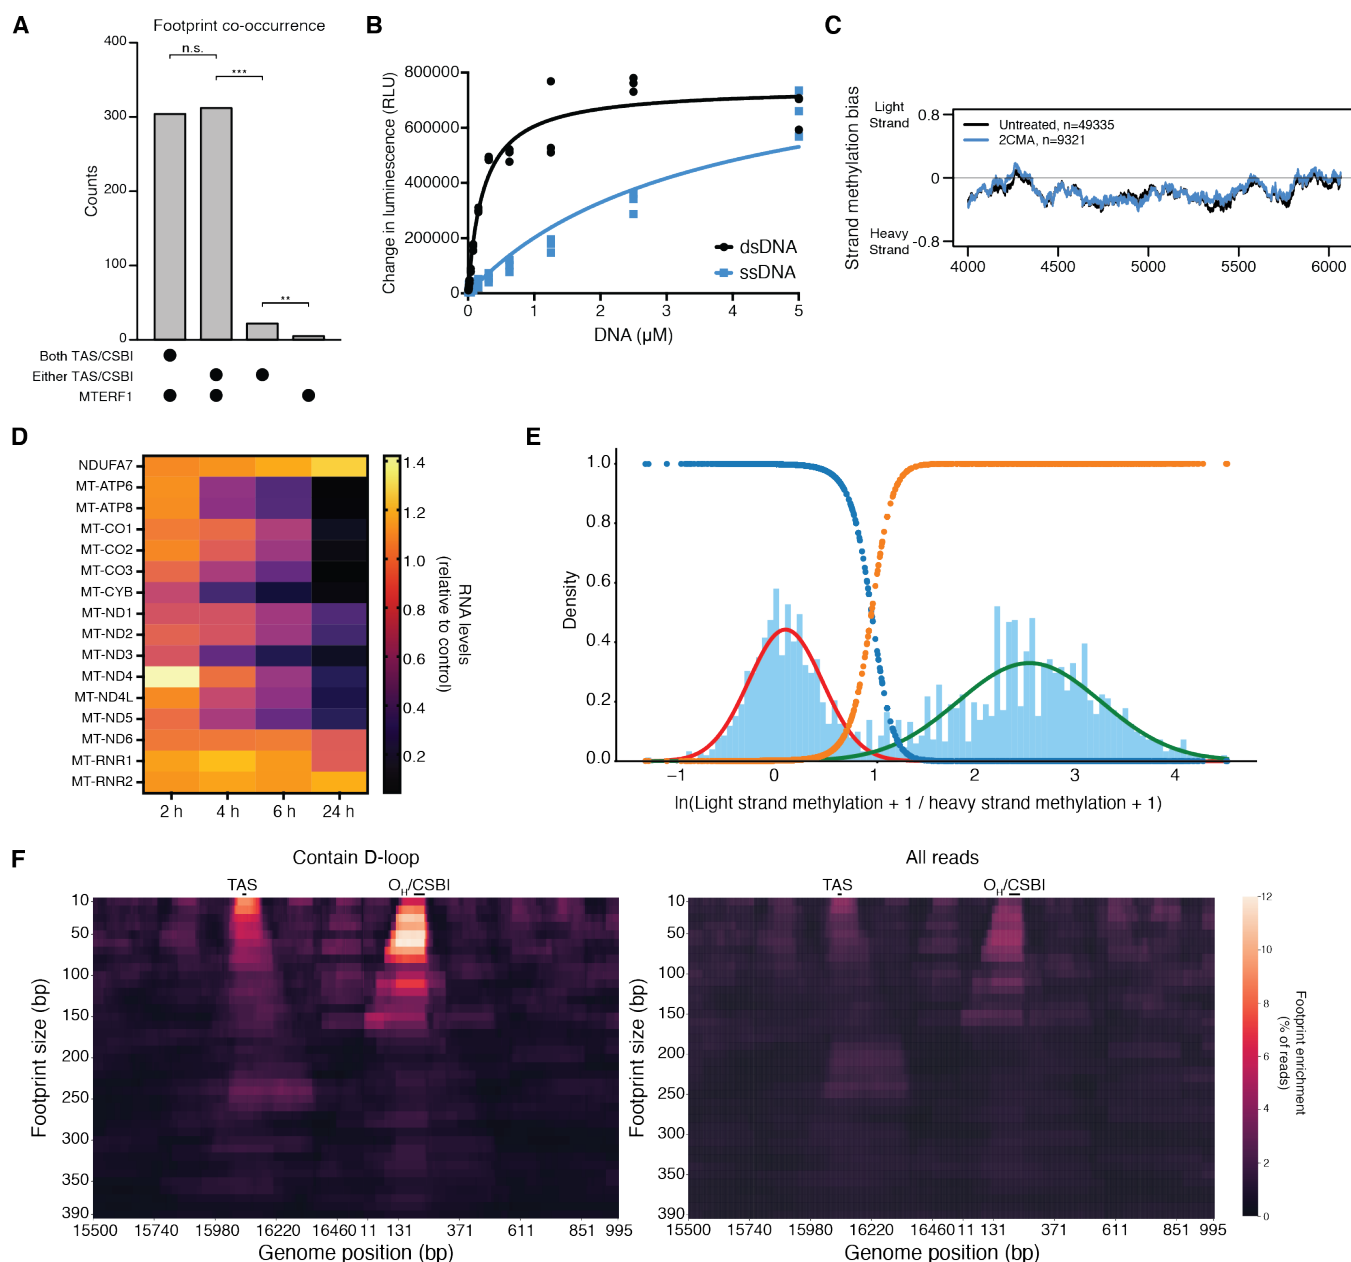 A
Footprint co-occurrence
400
300
200
100
0
Counts
n.s.
***
**
Both TAS/CSBI
Either TAS/CSBI
MTERF1
B
800000
600000
400000
200000
0
Change in luminescence (RLU)
dsDNA
ssDNA
0 1 2 3 4 5
DNA (µM)
C
Strand methylation bias
Light
Strand
Heavy
Strand
0.8
0
-0.8
Untreated, n=49335
2CMA, n=9321
4000 4500 5000 5500 6000
D
NDUFA7
MT-ATP6
MT-ATP8
MT-CO1
MT-CO2
MT-CO3
MT-CYB
MT-ND1
MT-ND2
MT-ND3
MT-ND4
MT-ND4L
MT-ND5
MT-ND6
MT-RNR1
MT-RNR2
2 h 4 h 6 h 24 h
1.4
1.2
1.0
0.8
0.6
0.4
0.2
RNA levels
(relative to control)
E
1.0
0.8
0.6
0.4
0.2
0.0
Density
−1 0 1 2 3 4
ln(Light strand methylation + 1 / heavy strand methylation + 1)
F
Contain D-loop
TAS OH/CSBI
10
50
100
150
200
250
300
350
390
Footprint size (bp)
15500 15740 15980 16220 16460 11 131 371 611 851 995
Genome position (bp)
All reads
TAS OH/CSBI
10
50
100
150
200
250
300
350
390
Footprint size (bp)
15500 15740 15980 16220 16460 11 131 371 611 851 995
Genome position (bp)
12
10
8
6
4
2
0
Footprint enrichment
(% of reads)